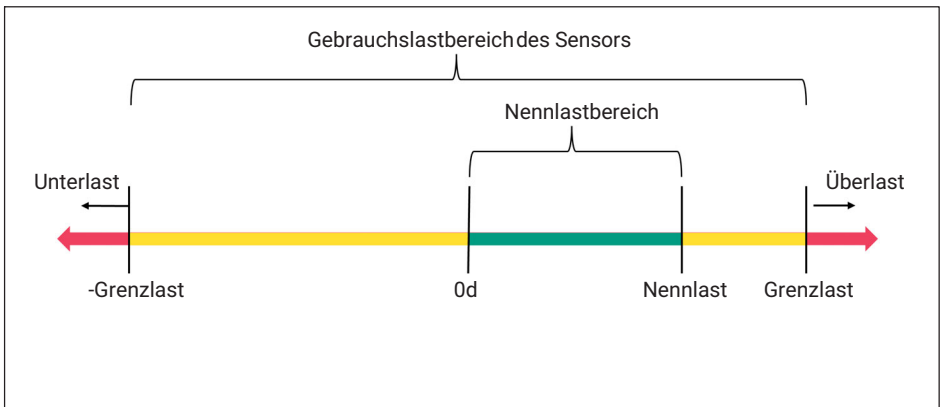 Gebrauchslastbereich des Sensors
Nennlastbereich
Unterlast
Überlast
-Grenzlast
0d
Nennlast
Grenzlast